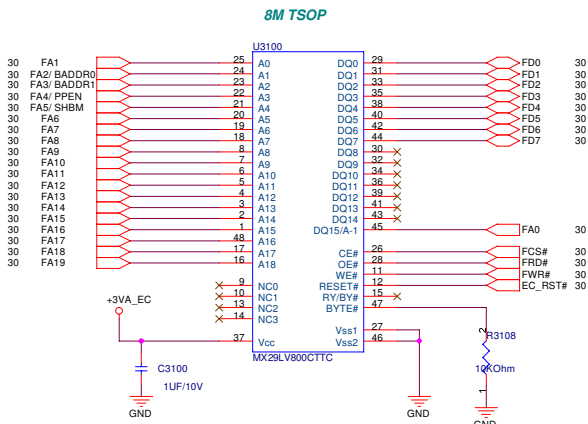 8M TSOP
U3100
30 FA1 25 A0 DQ0 29 FD0 30
30 FA2/ BADDR0 24 A1 DQ1 31 FD1 30
30 FA3/ BADDR1 23 A2 DQ2 33 FD2 30
30 FA4/ PPEN 22 A3 DQ3 35 FD3 30
30 FA5/ SHBM 21 A4 DQ4 38 FD4 30
30 FA6 20 A5 DQ5 40 FD5 30
30 FA7 19 A6 DQ6 42 FD6 30
30 FA8 18 A7 DQ7 44 FD7 30
30 FA9 8 A8 DQ8 30
30 FA10 7 A9 DQ9 32
30 FA11 6 A10 DQ10 34
30 FA12 5 A11 DQ11 36
30 FA13 4 A12 DQ12 39
30 FA14 3 A13 DQ13 41
30 FA15 2 A14 DQ14 43
30 FA16 1 A15 DQ15/A-1 45 FA0 30
30 FA17 48 A16
30 FA18 17 A17 CE# 26 FCS# 30
30 FA19 16 A18 OE# 28 FRD# 30
WE# 11 FWR# 30
9 NC0 RESET# 12 EC_RST# 30
+3VA_EC 10 NC1 RY/BY# 15
13 NC2 BYTE# 47
14 NC3
Vss1 27 2 R3108
37 Vcc Vss2 46
MX29LV800CTTC
C3100 10KOhm
1UF/10V 1
GND GND GND